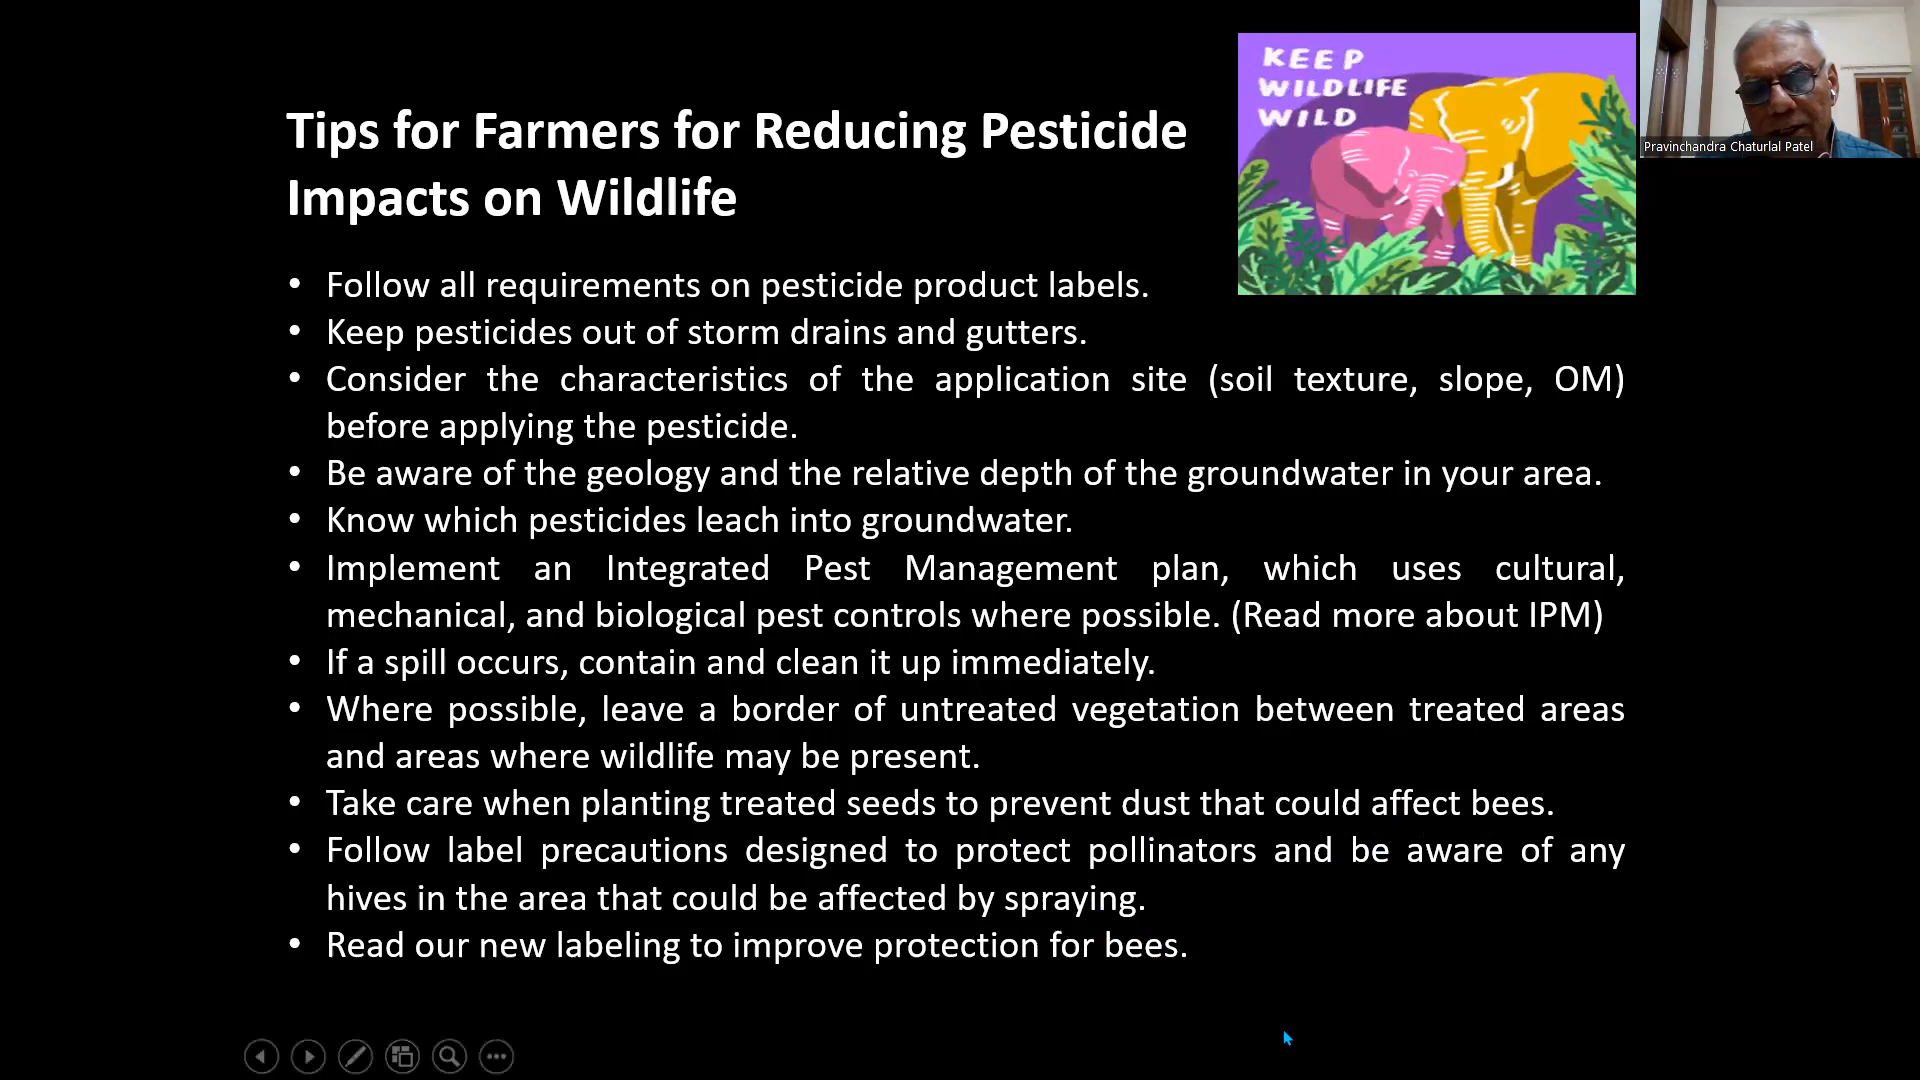 KEEP
WILDLIFE
WILD
Pravinchandra Chaturlal Patel
Tips for Farmers for Reducing Pesticide
Impacts on Wildlife
• Follow all requirements on pesticide product labels.
• Keep pesticides out of storm drains and gutters.
• Consider the characteristics of the application site (soil texture, slope, OM)
before applying the pesticide.
• Be aware of the geology and the relative depth of the groundwater in your area.
• Know which pesticides leach into groundwater.
• Implement an Integrated Pest Management plan, which uses cultural,
mechanical, and biological pest controls where possible. (Read more about IPM)
• If a spill occurs, contain and clean it up immediately.
• Where possible, leave a border of untreated vegetation between treated areas
and areas where wildlife may be present.
• Take care when planting treated seeds to prevent dust that could affect bees.
• Follow label precautions designed to protect pollinators and be aware of any
hives in the area that could be affected by spraying.
• Read our new labeling to improve protection for bees.